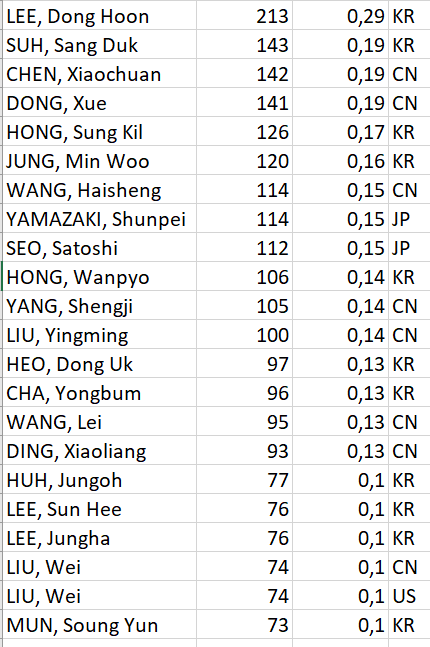 LEE, Dong Hoon 213 0,29 KR
SUH, Sang Duk 143 0,19 KR
CHEN, Xiaochuan 142 0,19 CN
DONG, Xue 141 0,19 CN
HONG, Sung Kil 126 0,17 KR
JUNG, Min Woo 120 0,16 KR
WANG, Haisheng 114 0,15 CN
YAMAZAKI, Shunpei 114 0,15 JP
SEO, Satoshi 112 0,15 JP
HONG, Wanpyo 106 0,14 KR
YANG, Shengji 105 0,14 CN
LIU, Yingming 100 0,14 CN
HEO, Dong Uk 97 0,13 KR
CHA, Yongbum 96 0,13 KR
WANG, Lei 95 0,13 CN
DING, Xiaoliang 93 0,13 CN
HUH, Jungoh 77 0,1 KR
LEE, Sun Hee 76 0,1 KR
LEE, Jungha 76 0,1 KR
LIU, Wei 74 0,1 CN
LIU, Wei 74 0,1 US
MUN, Soung Yun 73 0,1 KR